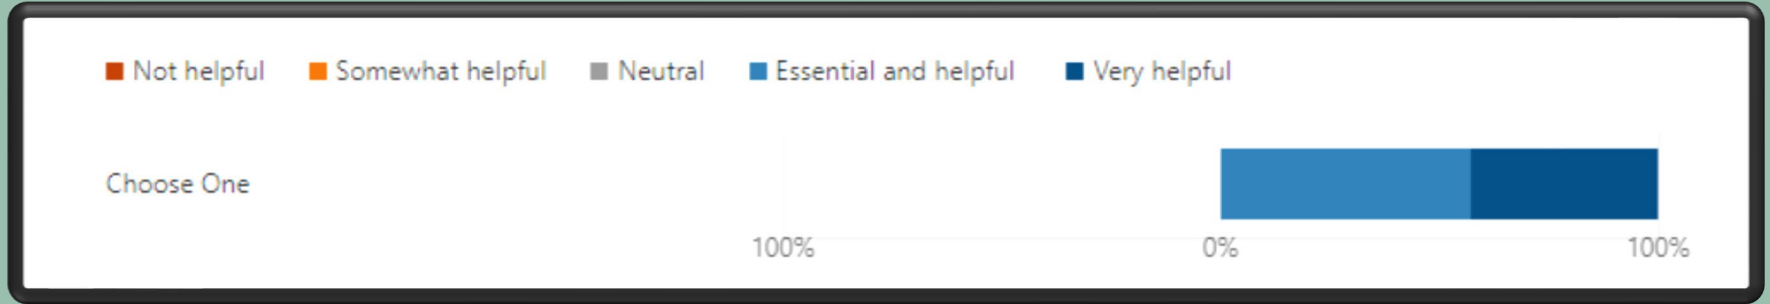 Not helpful Somewhat helpful Neutral Essential and helpful Very helpful
Choose One
100% 0% 100%